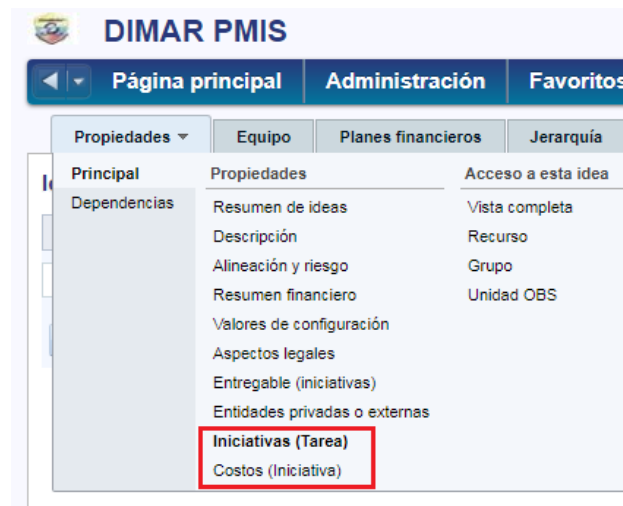 DIMAR PMIS
Página principal Administración Favoritos
Propiedades Equipo Planes financieros Jerarquía
Principal Propiedades Acceso a esta idea
Dependencias Resumen de ideas Vista completa
Descripción Recurso
Alineación y riesgo Grupo
Resumen financiero Unidad OBS
Valores de configuración
Aspectos legales
Entregable (iniciativas)
Entidades privadas o externas
Iniciativas (Tarea)
Costos (Iniciativa)